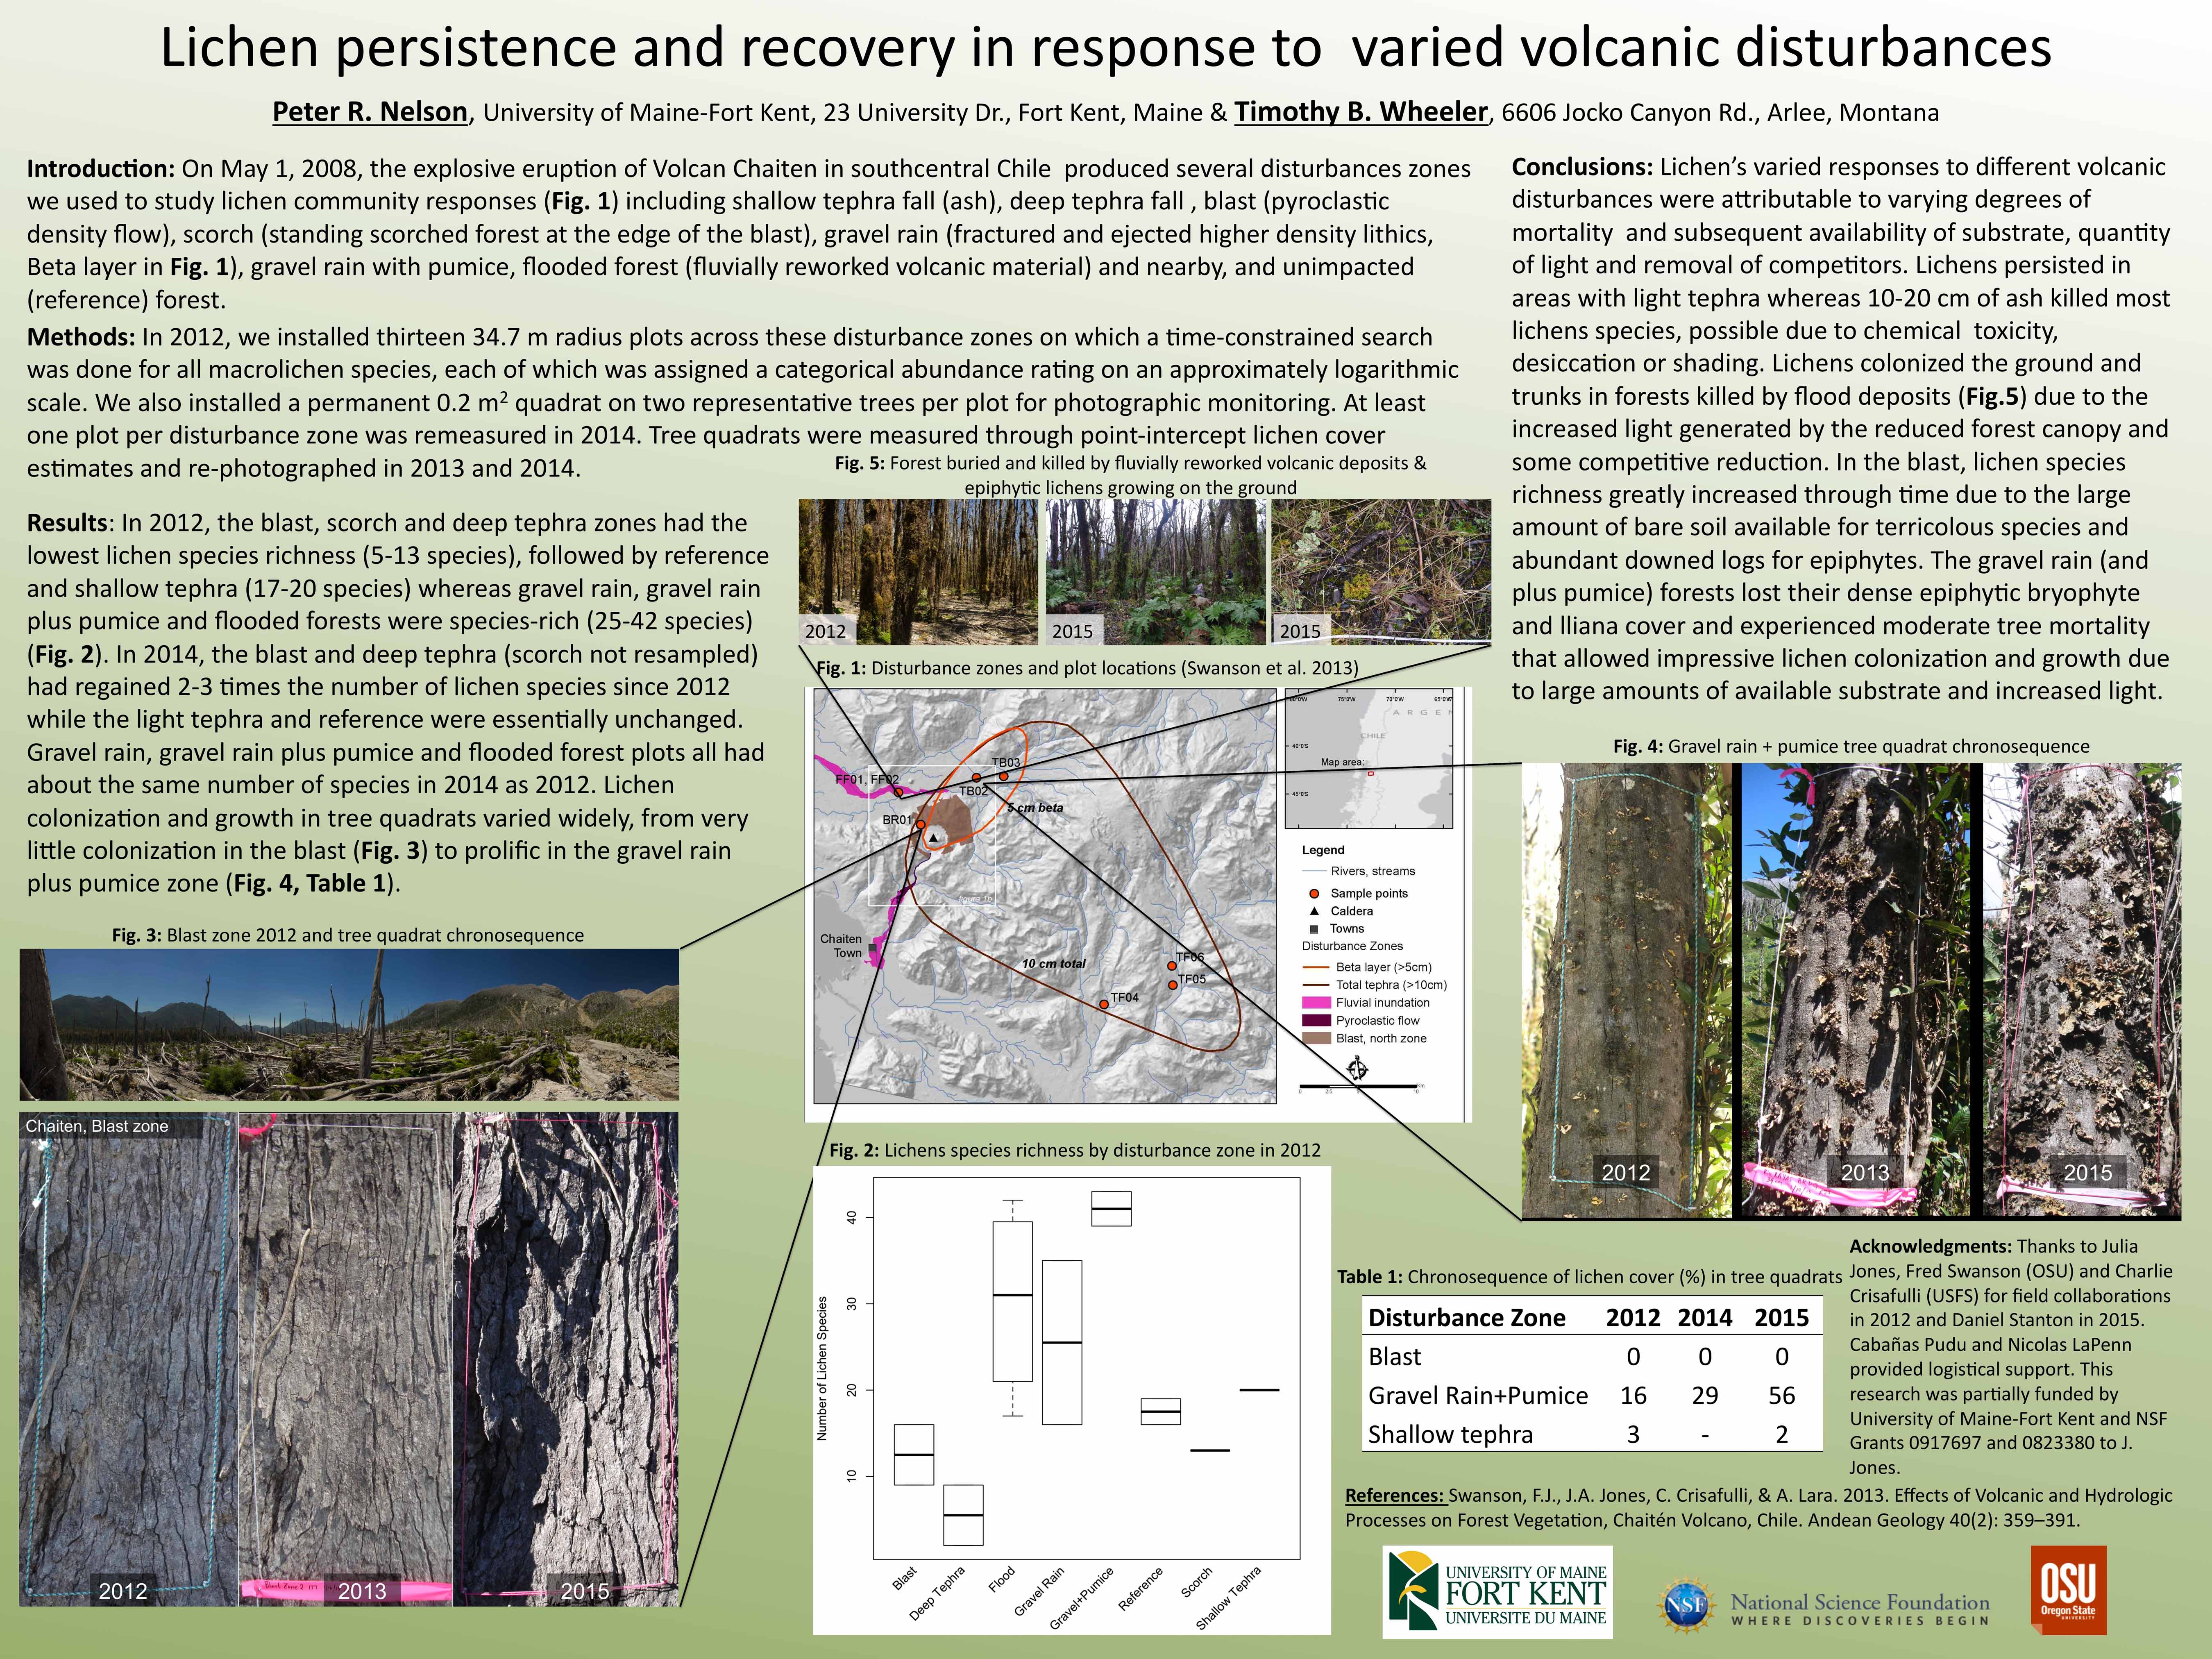 Lichen persistence and recovery in response to  varied volcanic disturbances
Peter R. Nelson, University of Maine-Fort Kent, 23 University Dr., Fort Kent, Maine & Timothy B. Wheeler, 6606 Jocko Canyon Rd., Arlee, Montana
Introduction: On May 1, 2008, the explosive eruption of Volcan Chaiten in southcentral Chile  produced several disturbances zones
we used to study lichen community responses (Fig. 1) including shallow tephra fall (ash), deep tephra fall , blast (pyroclastic
density flow), scorch (standing scorched forest at the edge of the blast), gravel rain (fractured and ejected higher density lithics,
Beta layer in Fig. 1), gravel rain with pumice, flooded forest (fluvially reworked volcanic material) and nearby, and unimpacted
(reference) forest.
Methods: In 2012, we installed thirteen 34.7 m radius plots across these disturbance zones on which a time-constrained search
was done for all macrolichen species, each of which was assigned a categorical abundance rating on an approximately logarithmic
scale. We also installed a permanent 0.2 m² quadrat on two representative trees per plot for photographic monitoring. At least
one plot per disturbance zone was remeasured in 2014. Tree quadrats were measured through point-intercept lichen cover
estimates and re-photographed in 2013 and 2014.
Results: In 2012, the blast, scorch and deep tephra zones had the
lowest lichen species richness (5-13 species), followed by reference
and shallow tephra (17-20 species) whereas gravel rain, gravel rain
plus pumice and flooded forests were species-rich (25-42 species)
(Fig. 2). In 2014, the blast and deep tephra (scorch not resampled)
had regained 2-3 times the number of lichen species since 2012
while the light tephra and reference were essentially unchanged.
Gravel rain, gravel rain plus pumice and flooded forest plots all had
about the same number of species in 2014 as 2012. Lichen
colonization and growth in tree quadrats varied widely, from very
little colonization in the blast (Fig. 3) to prolific in the gravel rain
plus pumice zone (Fig. 4, Table 1).
Fig. 3: Blast zone 2012 and tree quadrat chronosequence
Chaiten, Blast zone
2012
2013
2015
Fig. 5: Forest buried and killed by fluvially reworked volcanic deposits &
epiphytic lichens growing on the ground
2012
2015
2015
Fig. 1: Disturbance zones and plot locations (Swanson et al. 2013)
FF01, FF02
TB03
TB02
5 cm beta
BR01
Chaiten
Town
10 cm total
TF06
TF05
TF04
75°0'W
70°0'W
65°0'W
A R G E N
CHILE
40°0'S
Map area:
45°0'S
Legend
Rivers, streams
Sample points
Caldera
Towns
Disturbance Zones
Beta layer (>5cm)
Total tephra (>10cm)
Fluvial inundation
Pyroclastic flow
Blast, north zone
Fig. 2: Lichens species richness by disturbance zone in 2012
Number of Lichen Species
40
30
20
10
Blast
Deep Tephra
Flood
Gravel Rain
Gravel+Pumice
Reference
Scorch
Shallow Tephra
Conclusions: Lichen's varied responses to different volcanic
disturbances were attributable to varying degrees of
mortality  and subsequent availability of substrate, quantity
of light and removal of competitors. Lichens persisted in
areas with light tephra whereas 10-20 cm of ash killed most
lichens species, possible due to chemical  toxicity,
desiccation or shading. Lichens colonized the ground and
trunks in forests killed by flood deposits (Fig.5) due to the
increased light generated by the reduced forest canopy and
some competitive reduction. In the blast, lichen species
richness greatly increased through time due to the large
amount of bare soil available for terricolous species and
abundant downed logs for epiphytes. The gravel rain (and
plus pumice) forests lost their dense epiphytic bryophyte
and lliana cover and experienced moderate tree mortality
that allowed impressive lichen colonization and growth due
to large amounts of available substrate and increased light.
Fig. 4: Gravel rain + pumice tree quadrat chronosequence
2012
2013
2015
Table 1: Chronosequence of lichen cover (%) in tree quadrats
Disturbance Zone 2012 2014 2015
Blast 0 0 0
Gravel Rain+Pumice 16 29 56
Shallow tephra 3 - 2
Acknowledgments: Thanks to Julia
Jones, Fred Swanson (OSU) and Charlie
Crisafulli (USFS) for field collaborations
in 2012 and Daniel Stanton in 2015.
Cabañas Pudu and Nicolas LaPenn
provided logistical support. This
research was partially funded by
University of Maine-Fort Kent and NSF
Grants 0917697 and 0823380 to J.
Jones.
References: Swanson, F.J., J.A. Jones, C. Crisafulli, & A. Lara. 2013. Effects of Volcanic and Hydrologic
Processes on Forest Vegetation, Chaitén Volcano, Chile. Andean Geology 40(2): 359–391.
UNIVERSITY OF MAINE
FORT KENT
UNIVERSITE DU MAINE
NSF
National Science Foundation
WHERE DISCOVERIES BEGIN
OSU
Oregon State
UNIVERSITY